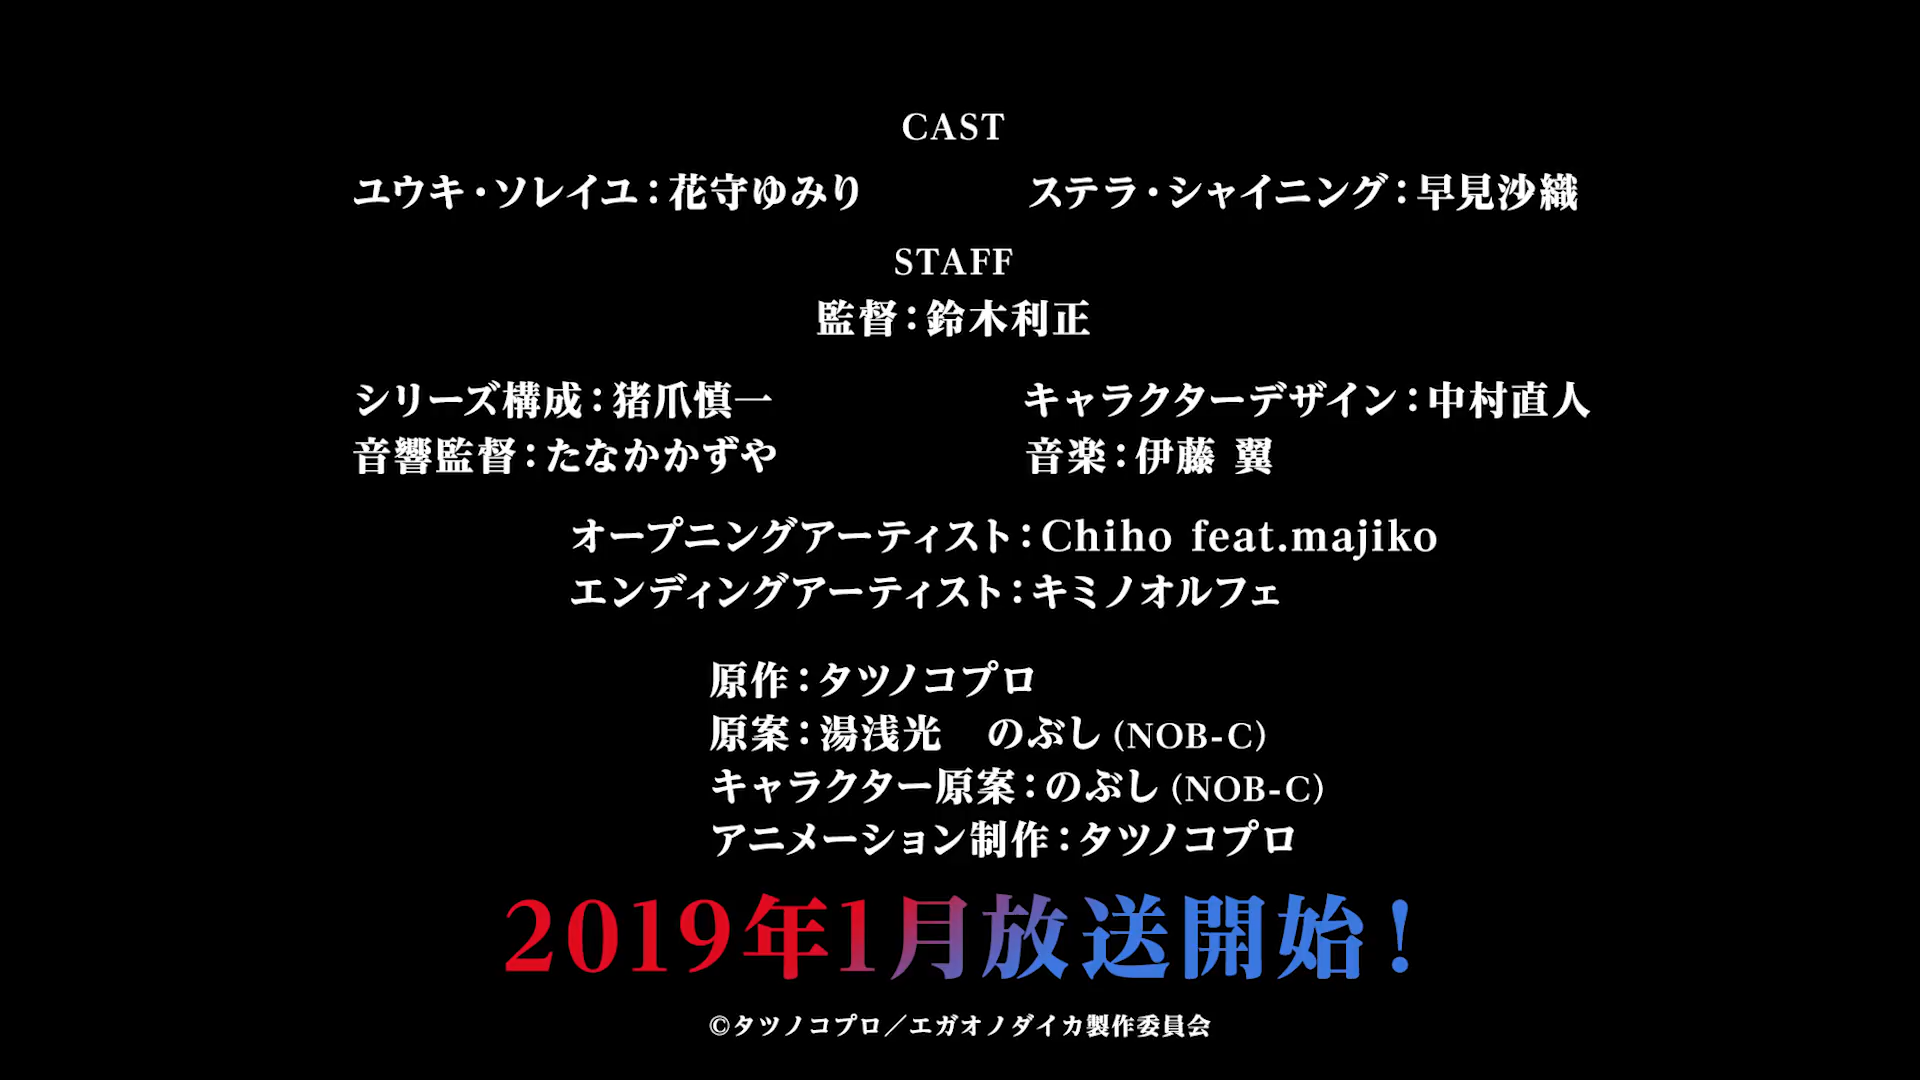 CAST
ユウキ・ソレイユ：花守ゆみり ステラ・シャイニング：早見沙織
STAFF
監督：鈴木利正
シリーズ構成：猪爪慎一 キャラクターデザイン：中村直人
音響監督：たなかかずや 音楽：伊藤 翼
オープニングアーティスト：Chiho feat.majiko
エンディングアーティスト：キミノオルフェ
原作：タツノコプロ
原案：湯浅光　のぶし(NOB-C)
キャラクター原案：のぶし(NOB-C)
アニメーション制作：タツノコプロ
2019年1月放送開始！
©タツノコプロ／エガオノダイカ製作委員会